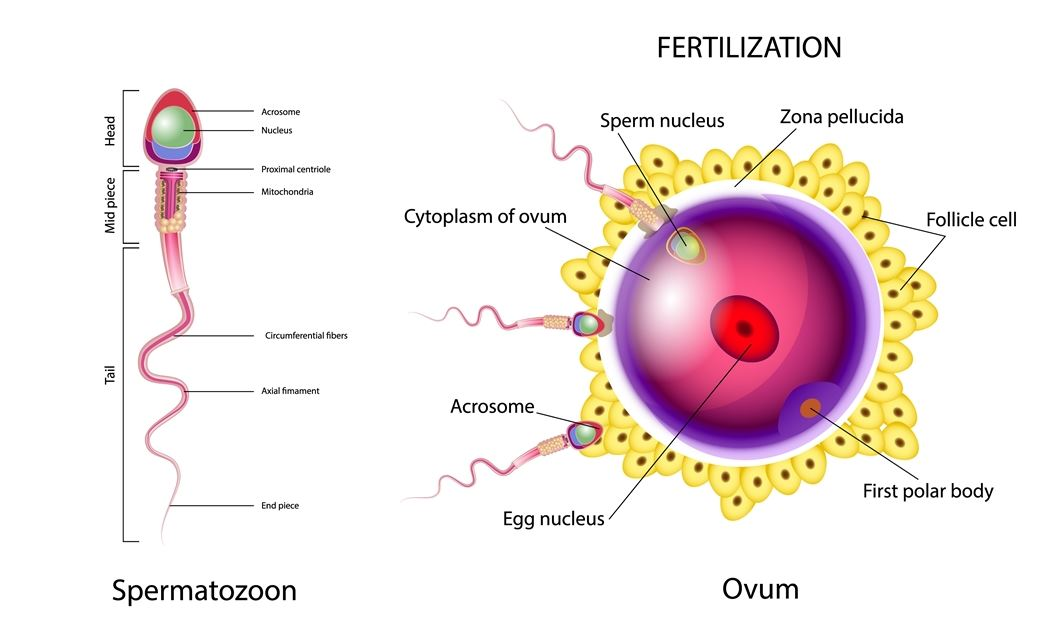 FERTILIZATION
Head
Acrosome
Nucleus
Mid piece
Proximal centriole
Mitochondria
Tail
Circumferential fibers
Axial fimament
End piece
Spermatozoon
Sperm nucleus
Zona pellucida
Cytoplasm of ovum
Follicle cell
Acrosome
Egg nucleus
First polar body
Ovum